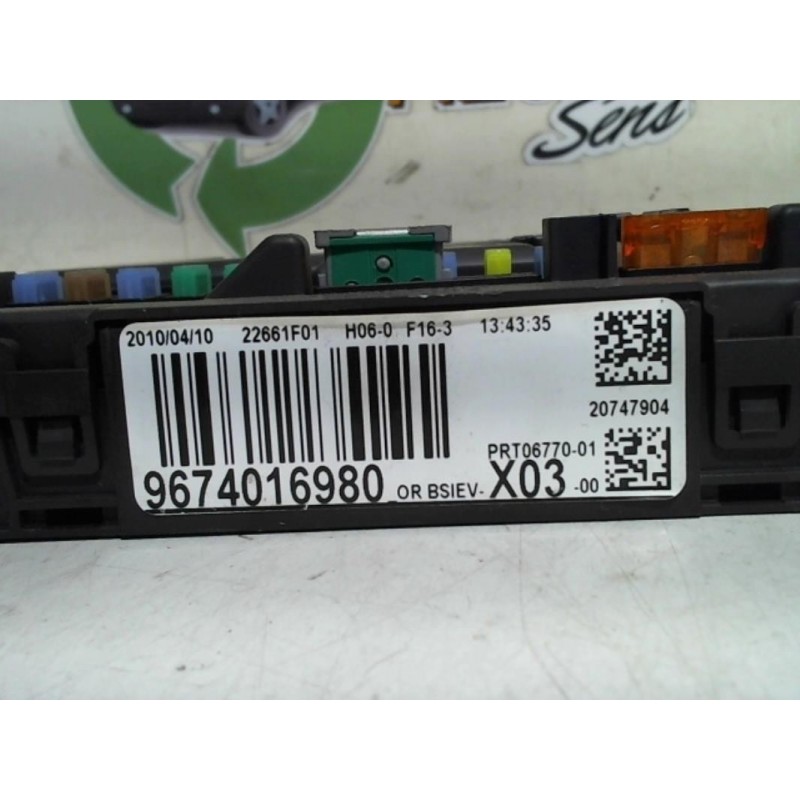 Sens
2010/04/10 22661F01 H06-0 F16-3 13:43:35
20747904
PRT06770-01
9674016980 OR BSIEV- X03 -00